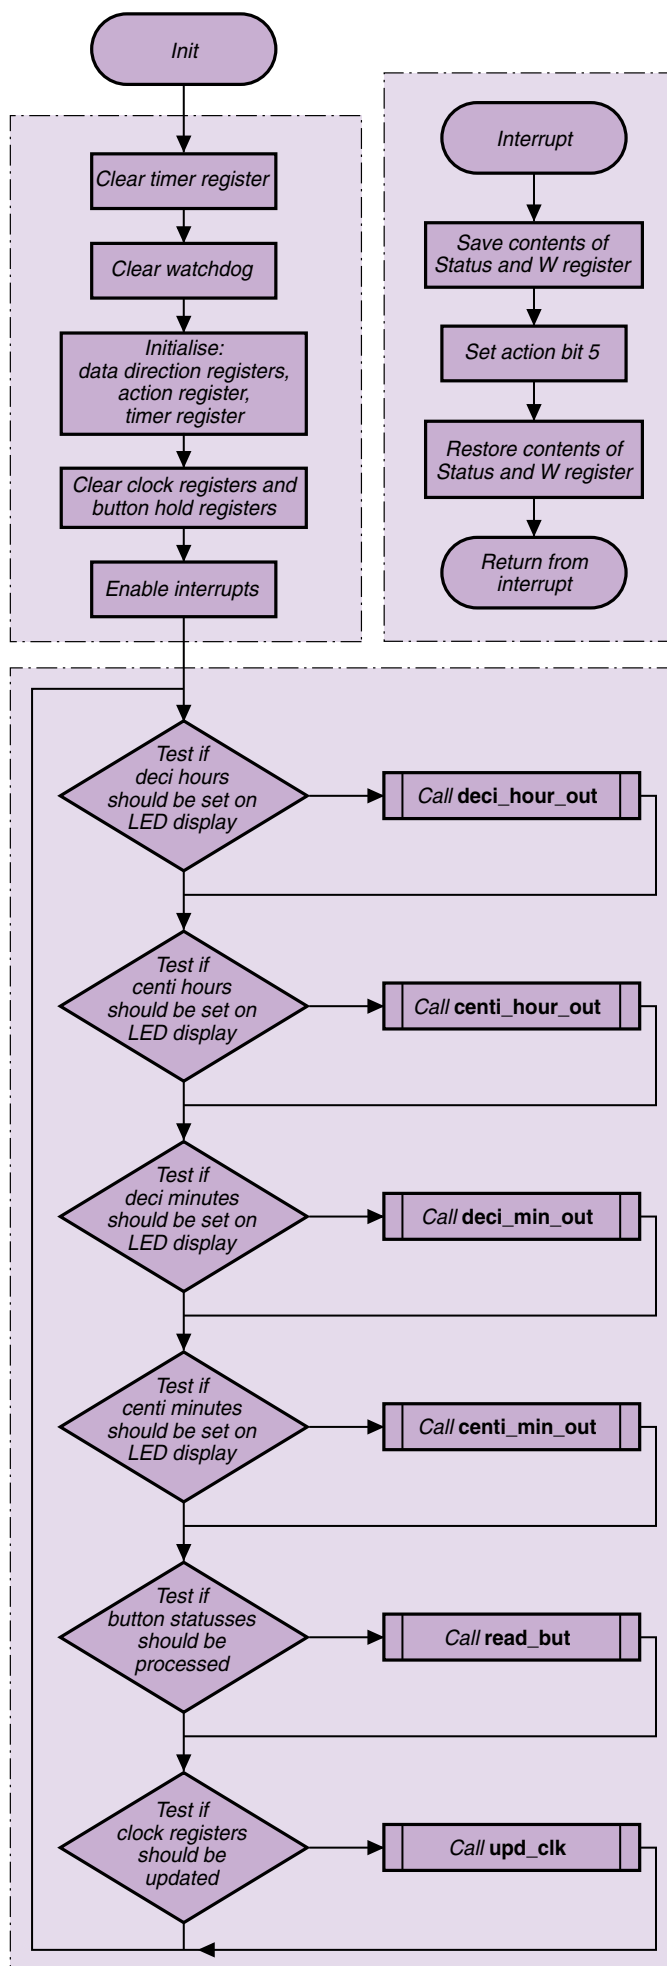 Init
Clear timer register
Clear watchdog
Initialise:
data direction registers,
action register,
timer register
Clear clock registers and
button hold registers
Enable interrupts
Interrupt
Save contents of
Status and W register
Set action bit 5
Restore contents of
Status and W register
Return from
interrupt
Test if
deci hours
should be set on
LED display
Call deci_hour_out
Test if
centi hours
should be set on
LED display
Call centi_hour_out
Test if
deci minutes
should be set on
LED display
Call deci_min_out
Test if
centi minutes
should be set on
LED display
Call centi_min_out
Test if
button statusses
should be
processed
Call read_but
Test if
clock registers
should be
updated
Call upd_clk